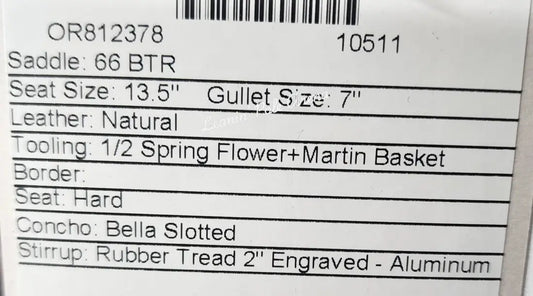 OR812378 10511
Saddle: 66 BTR
Seat Size: 13.5" Gullet Size: 7"
Leather: Natural
Tooling: 1/2 Spring Flower+Martin Basket
Border:
Seat: Hard
Concho: Bella Slotted
Stirrup: Rubber Tread 2" Engraved - Aluminum